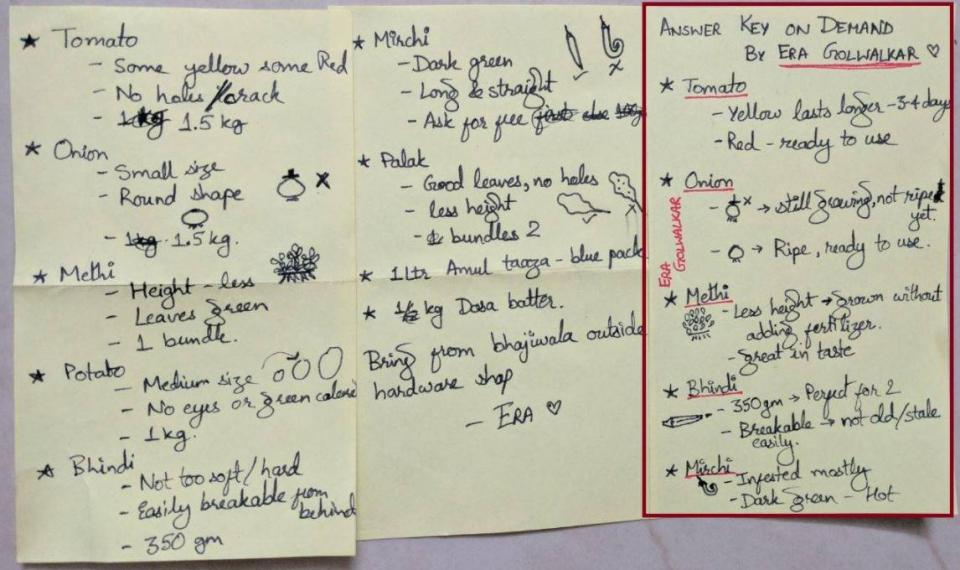 ★ Tomato
- Some yellow some Red
- No holes/crack
- 1kg 1.5 kg
★ Onion
- Small size
- Round shape
x
- 1kg 1.5 kg.
★ Methi
- Height - less
- Leaves green
- 1 bundle.
★ Potato
- Medium size
- No eyes or green
- 1kg.
★ Bhindi
- Not too soft/hard
- Easily breakable from
behind
- 350 gm
★ Mirchi
- Dark green
- Long & straight
x
- Ask for free
★ Palak
- Good leaves, no holes
- less height
- bundles 2
★ 1 Ltr Amul taaza - blue pack
★ 1/2 kg Dosa batter.
Bring from bhajiwala outside
hardware shop
- ERA ♡
ANSWER KEY ON DEMAND
BY ERA GOLWALKAR ♡
★ Tomato
- Yellow lasts longer - 3-4 days
- Red - ready to use
★ Onion
- x → still growing, not ripe
yet.
- → Ripe, ready to use.
ERA
GOLWALKAR
★ Methi
- Less height → grown without
adding fertilizer.
- great in taste
★ Bhindi
- 350gm → Perfect for 2
- Breakable → not old/stale
easily.
★ Mirchi
- Infested mostly
- Dark green - Hot